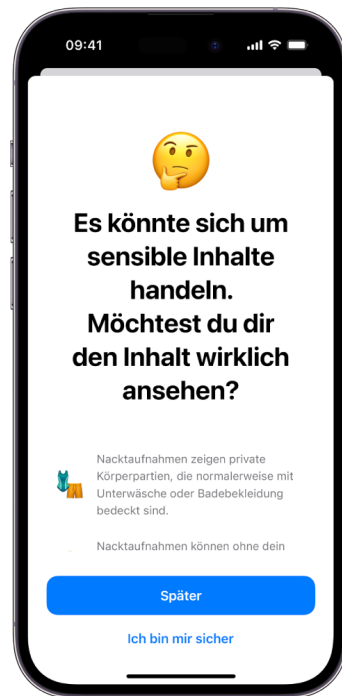 09:41
Es könnte sich um
sensible Inhalte
handeln.
Möchtest du dir
den Inhalt wirklich
ansehen?
Nacktaufnahmen zeigen private
Körperpartien, die normalerweise mit
Unterwäsche oder Badebekleidung
bedeckt sind.
Nacktaufnahmen können ohne dein
Später
Ich bin mir sicher